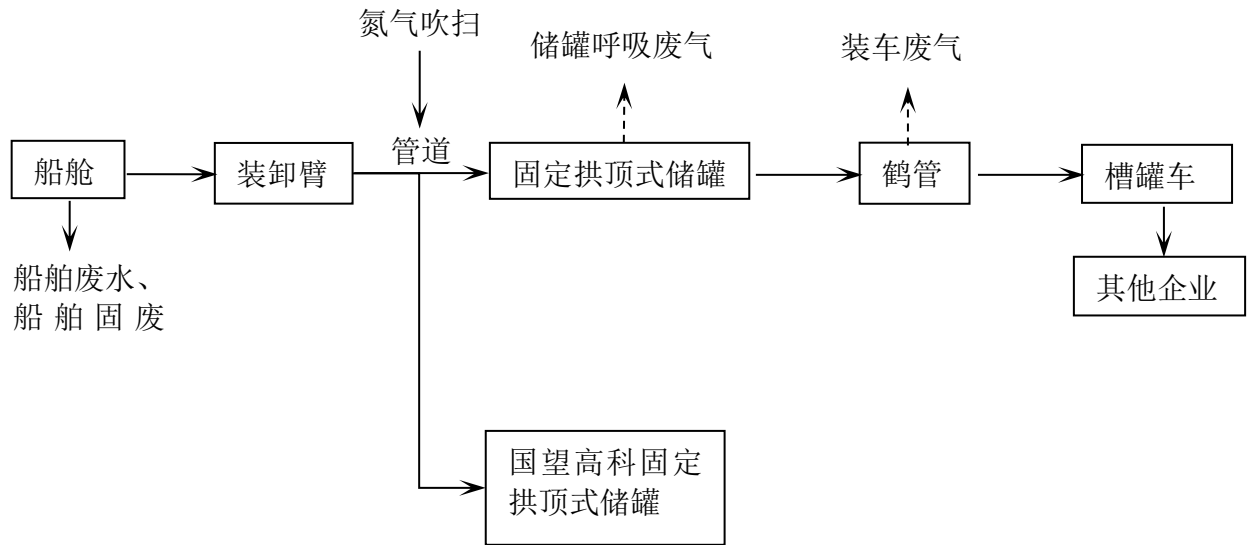 氮气吹扫
储罐呼吸废气
装车废气
管道
船舱
装卸臂
固定拱顶式储罐
鹤管
槽罐车
船舶废水、
船舶固废
其他企业
国望高科固定
拱顶式储罐